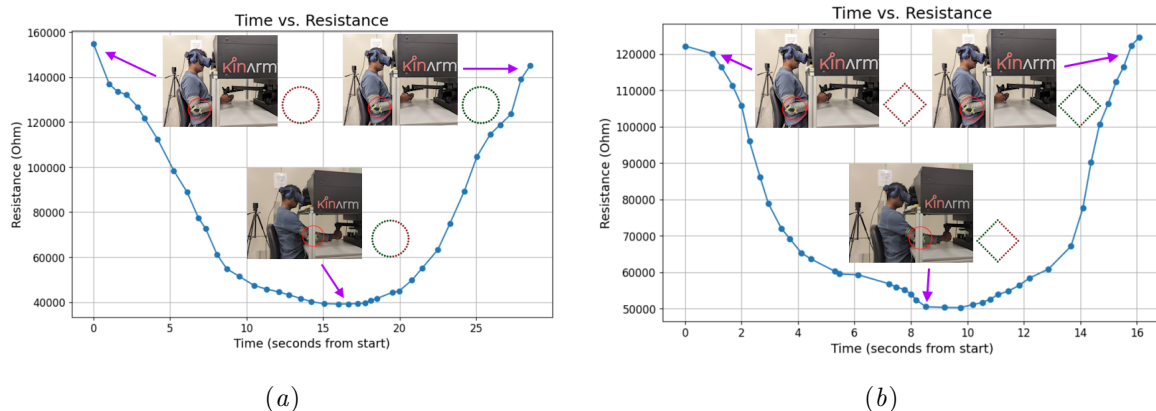 Time vs. Resistance
160000
140000
120000
100000
80000
60000
40000
Resistance (Ohm)
0
5
10
15
20
25
Time (seconds from start)
KINARM
KINARM
KINARM
(a)
Time vs. Resistance
120000
110000
100000
90000
80000
70000
60000
50000
Resistance (Ohm)
0
2
4
6
8
10
12
14
16
Time (seconds from start)
KINARM
KINARM
KINARM
(b)